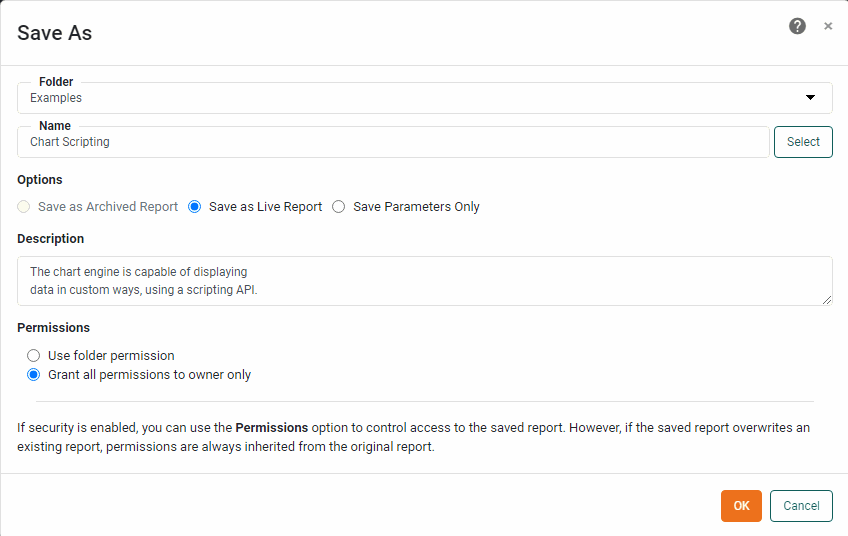 Save As
Folder
Examples
Name
Chart Scripting
Select
Options
Save as Archived Report Save as Live Report Save Parameters Only
Description
The chart engine is capable of displaying
data in custom ways, using a scripting API.
Permissions
Use folder permission
Grant all permissions to owner only
If security is enabled, you can use the Permissions option to control access to the saved report. However, if the saved report overwrites an
existing report, permissions are always inherited from the original report.
OK Cancel